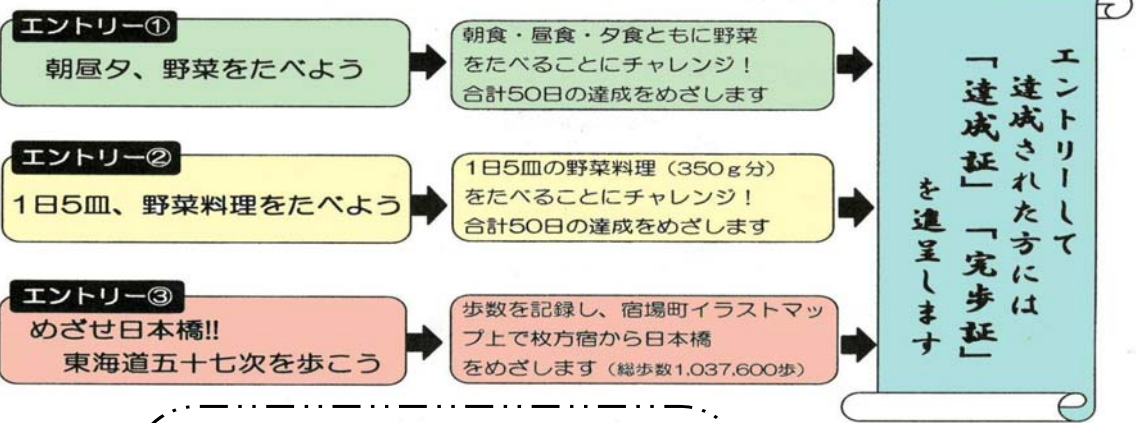 エントリー①
朝昼夕、野菜をたべよう
朝食・昼食・夕食ともに野菜
をたべることにチャレンジ！
合計50日の達成をめざします
エントリー②
1日5皿、野菜料理をたべよう
1日5皿の野菜料理（350g分）
をたべることにチャレンジ！
合計50日の達成をめざします
エントリー③
めざせ日本橋!!
東海道五十七次を歩こう
歩数を記録し、宿場町イラストマッ
プ上で枚方宿から日本橋
をめざします（総歩数1,037,600歩）
エントリーして
達成された方には
「達成証」「完歩証」
を進呈します